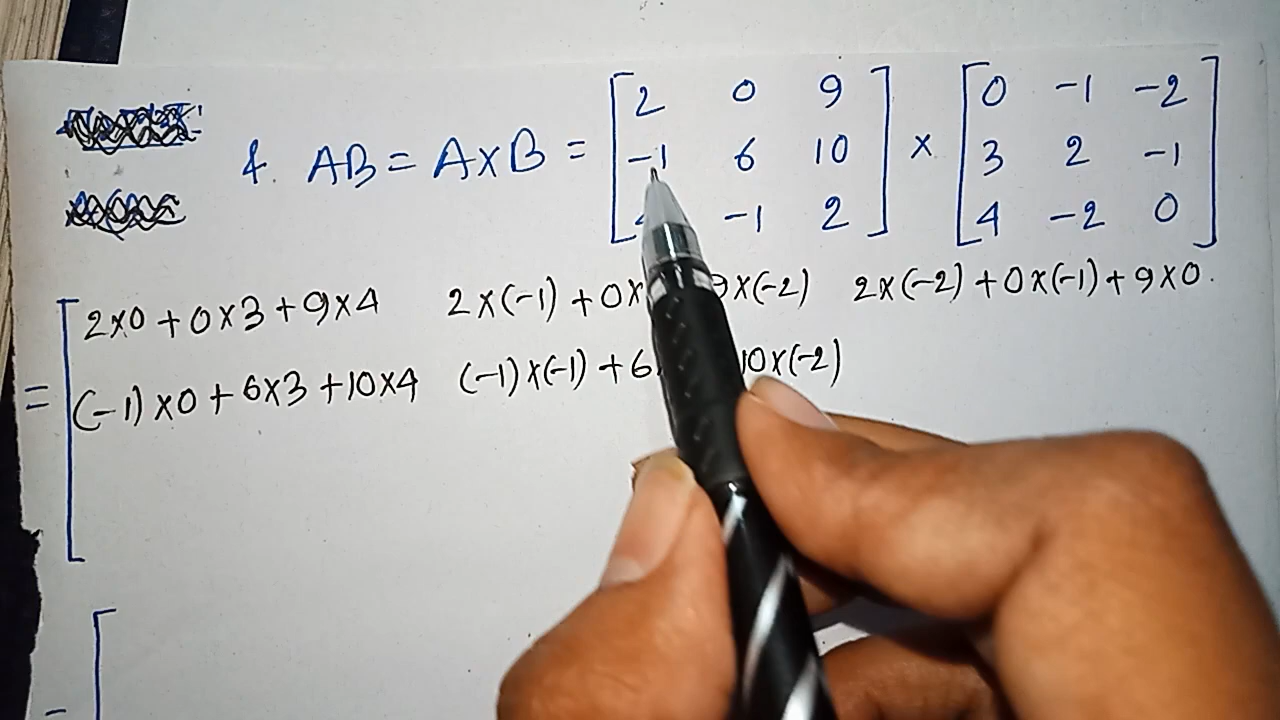 4. AB = A×B = [2 0 9] × [0 -1 -2]
[-1 6 10] [3 2 -1]
[-1 2] [4 -2 0]
= [2×0+0×3+9×4 2×(-1)+0× ×(-2) 2×(-2)+0×(-1)+9×0.
(-1)×0+6×3+10×4 (-1)×(-1)+6 10×(-2)
= [